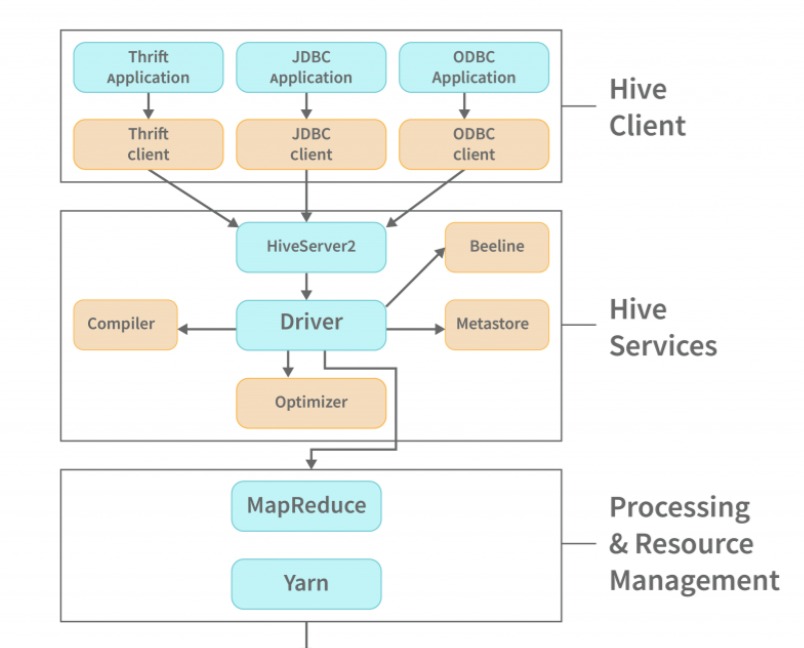 Thrift
Application
JDBC
Application
ODBC
Application
Thrift
client
JDBC
client
ODBC
client
Hive
Client
HiveServer2
Beeline
Compiler
Driver
Metastore
Optimizer
Hive
Services
MapReduce
Yarn
Processing
& Resource
Management